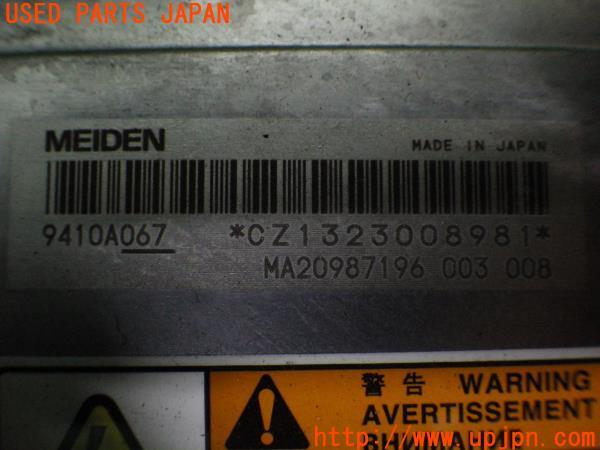 USED PARTS JAPAN
MEIDEN
MADE IN JAPAN
9410A067
*CZ1323008981*
MA20987196 003 008
警告 WARNING
AVERTISSEMENT
http://www.upjpn.com